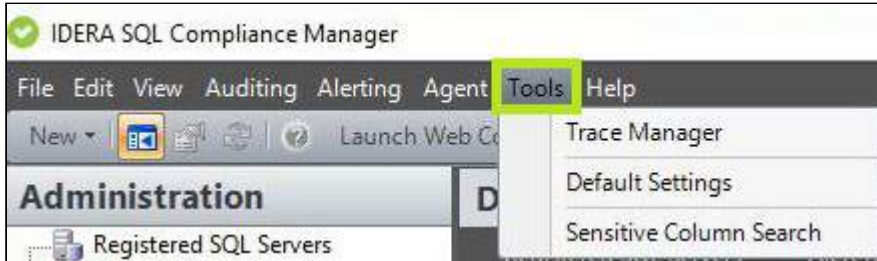 IDERA SQL Compliance Manager
File Edit View Auditing Alerting Agent Tools Help
New Launch Web
Trace Manager
Administration
Default Settings
Registered SQL Servers
Sensitive Column Search